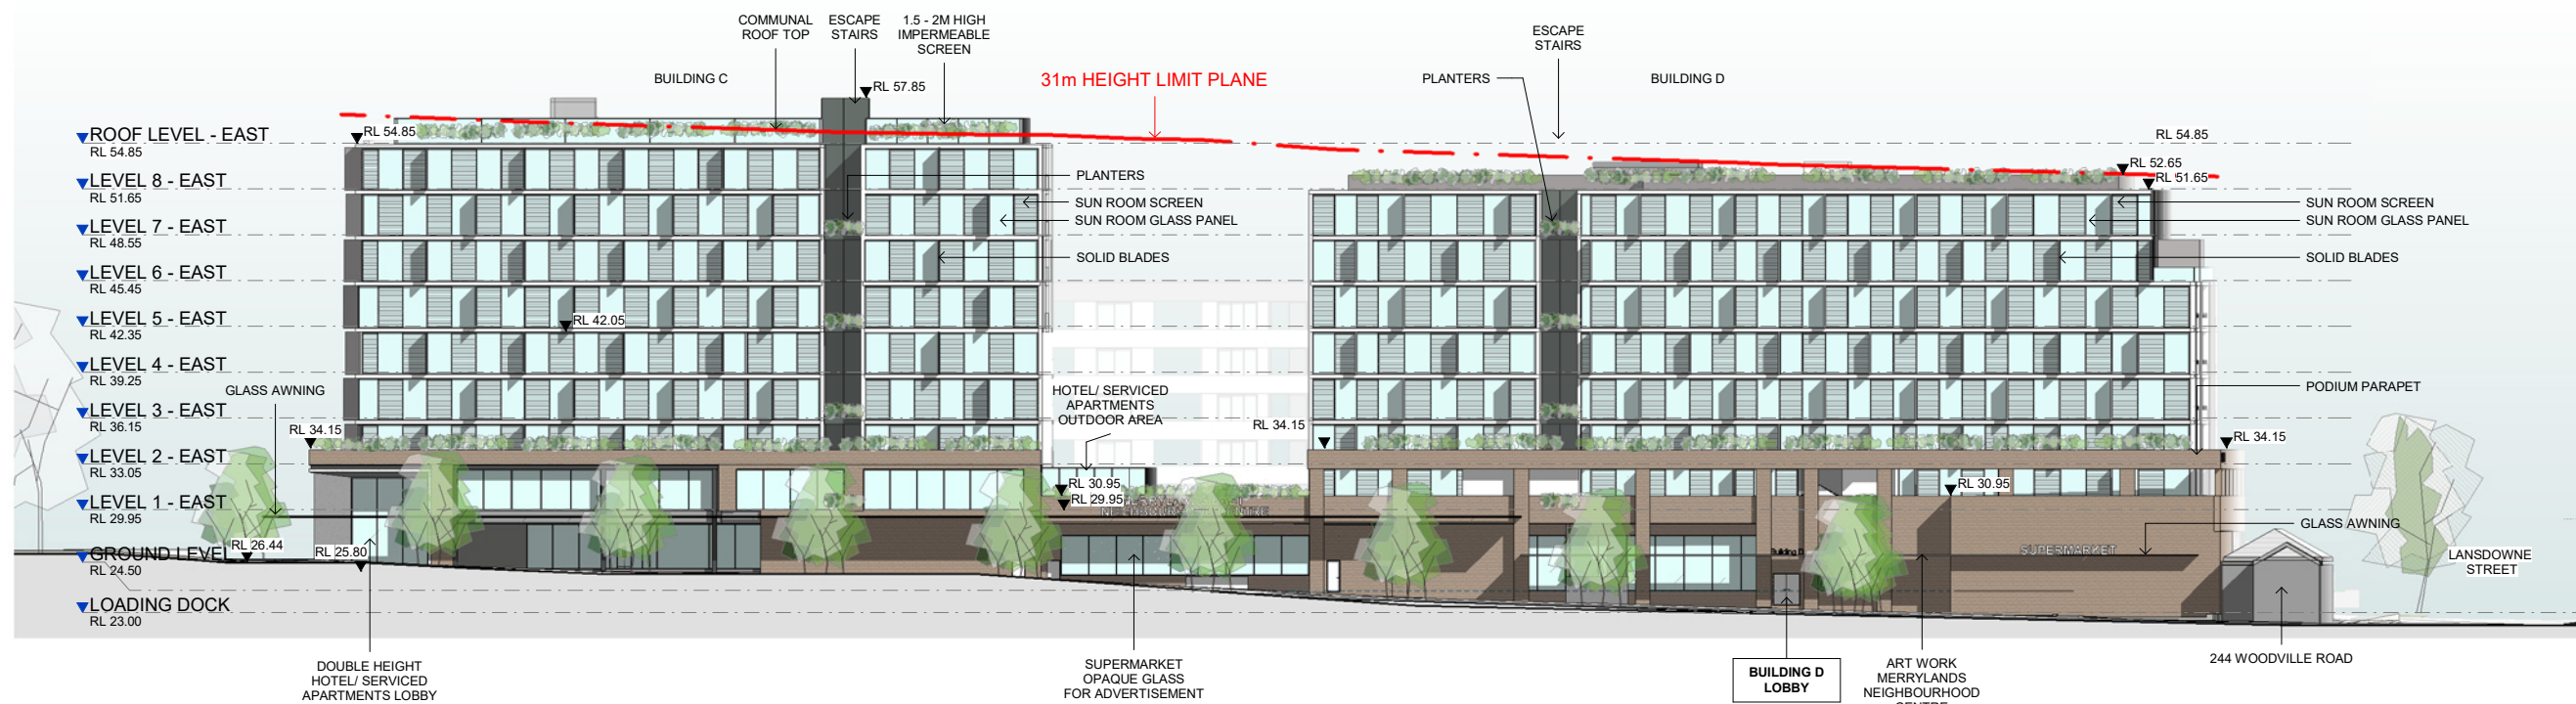 COMMUNAL
ROOF TOP
ESCAPE
STAIRS
1.5 - 2M HIGH
IMPERMEABLE
SCREEN
ESCAPE
STAIRS
BUILDING C
RL 57.85
31m HEIGHT LIMIT PLANE
PLANTERS
BUILDING D
ROOF LEVEL - EAST
RL 54.85
RL 54.85
RL 54.85
LEVEL 8 - EAST
RL 51.65
PLANTERS
RL 52.65
RL 51.65
SUN ROOM SCREEN
SUN ROOM GLASS PANEL
SUN ROOM SCREEN
SUN ROOM GLASS PANEL
LEVEL 7 - EAST
RL 48.55
SOLID BLADES
SOLID BLADES
LEVEL 6 - EAST
RL 45.45
LEVEL 5 - EAST
RL 42.35
RL 42.05
LEVEL 4 - EAST
RL 39.25
GLASS AWNING
HOTEL/ SERVICED
APARTMENTS
OUTDOOR AREA
PODIUM PARAPET
LEVEL 3 - EAST
RL 36.15
RL 34.15
RL 34.15
RL 34.15
LEVEL 2 - EAST
RL 33.05
RL 30.95
RL 29.95
RL 30.95
LEVEL 1 - EAST
RL 29.95
GLASS AWNING
GROUND LEVEL
RL 24.50
RL 26.44
RL 25.80
Building D
SUPERMARKET
LANSDOWNE
STREET
LOADING DOCK
RL 23.00
DOUBLE HEIGHT
HOTEL/ SERVICED
APARTMENTS LOBBY
SUPERMARKET
OPAQUE GLASS
FOR ADVERTISEMENT
BUILDING D
LOBBY
ART WORK
MERRYLANDS
NEIGHBOURHOOD
CENTRE
244 WOODVILLE ROAD